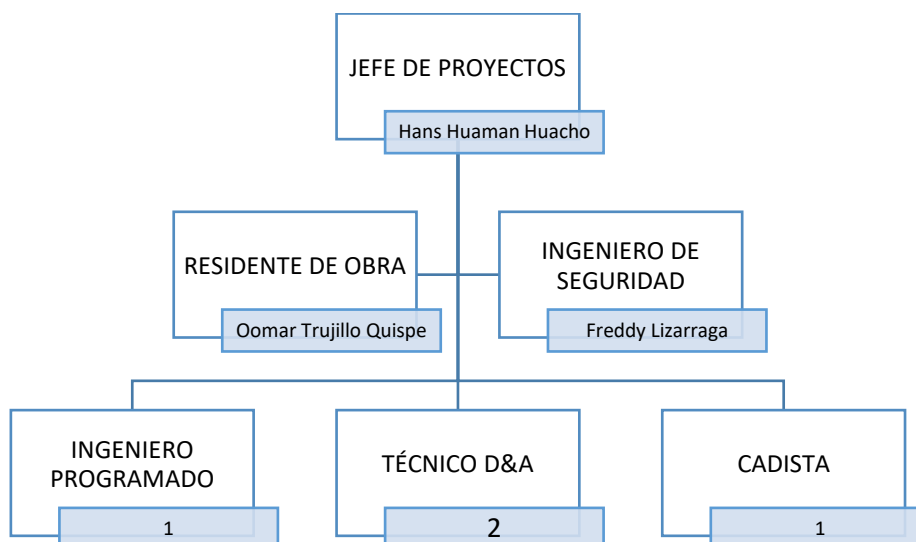 JEFE DE PROYECTOS
Hans Huaman Huacho
RESIDENTE DE OBRA
Oomar Trujillo Quispe
INGENIERO DE
SEGURIDAD
Freddy Lizarraga
INGENIERO
PROGRAMADO
1
TÉCNICO D&A
2
CADISTA
1